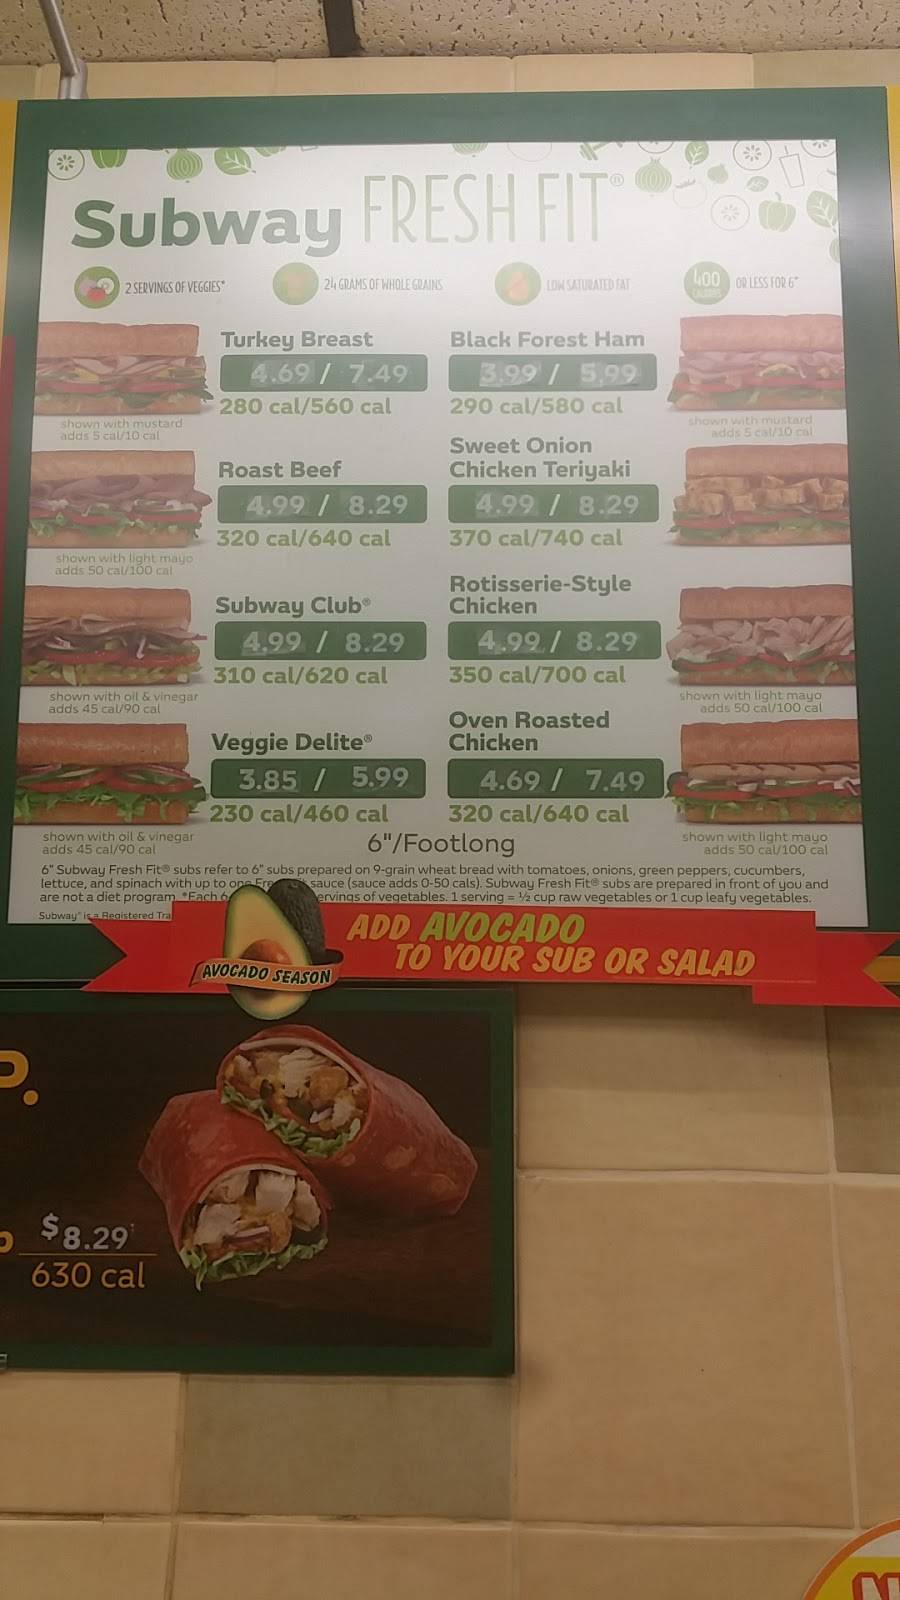 Subway FRESH FIT®
2 SERVINGS OF VEGGIES*
24 GRAMS OF WHOLE GRAINS
LOW SATURATED FAT
400 CALORIES OR LESS FOR 6"
Turkey Breast
4.69 / 7.49
280 cal/560 cal
shown with mustard
adds 5 cal/10 cal
Black Forest Ham
3.99 / 5.99
290 cal/580 cal
shown with mustard
adds 5 cal/10 cal
Roast Beef
4.99 / 8.29
320 cal/640 cal
shown with light mayo
adds 50 cal/100 cal
Sweet Onion
Chicken Teriyaki
4.99 / 8.29
370 cal/740 cal
Subway Club®
4.99 / 8.29
310 cal/620 cal
shown with oil & vinegar
adds 45 cal/90 cal
Rotisserie-Style
Chicken
4.99 / 8.29
350 cal/700 cal
shown with light mayo
adds 50 cal/100 cal
Veggie Delite®
3.85 / 5.99
230 cal/460 cal
shown with oil & vinegar
adds 45 cal/90 cal
Oven Roasted
Chicken
4.69 / 7.49
320 cal/640 cal
shown with light mayo
adds 50 cal/100 cal
6"/Footlong
6" Subway Fresh Fit® subs refer to 6" subs prepared on 9-grain wheat bread with tomatoes, onions, green peppers, cucumbers,
lettuce, and spinach with up to one Fre sauce (sauce adds 0-50 cals). Subway Fresh Fit® subs are prepared in front of you and
are not a diet program. *Each 6 ervings of vegetables. 1 serving = ½ cup raw vegetables or 1 cup leafy vegetables.
Subway® is a Registered Tra
AVOCADO SEASON
ADD AVOCADO
TO YOUR SUB OR SALAD
P.
$8.29
630 cal